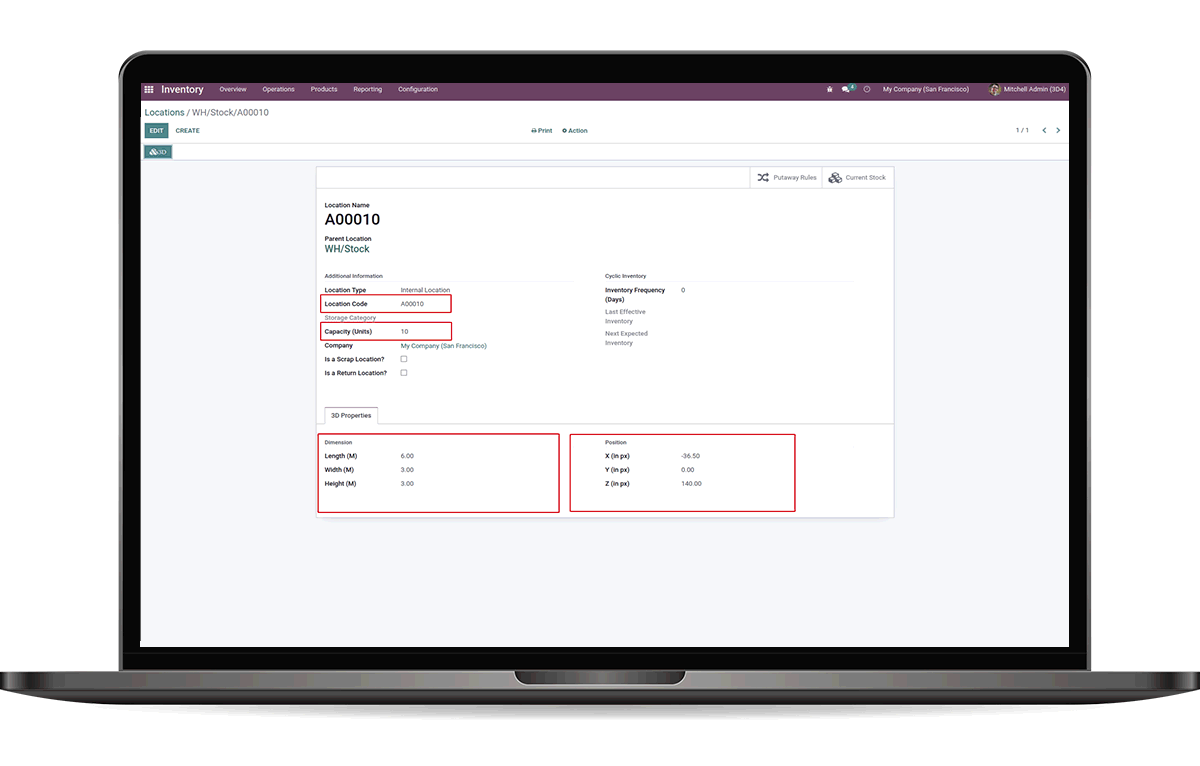 Inventory Overview Operations Products Reporting Configuration 4 My Company (San Francisco) Mitchell Admin (3D4)
Locations / WH/Stock/A00010
EDIT CREATE Print Action 1 / 1
3D
Putaway Rules Current Stock
Location Name
A00010
Parent Location
WH/Stock
Additional Information
Location Type Internal Location
Location Code A00010
Storage Category
Capacity (Units) 10
Company My Company (San Francisco)
Is a Scrap Location?
Is a Return Location?
Cyclic Inventory
Inventory Frequency 0
(Days)
Last Effective
Inventory
Next Expected
Inventory
3D Properties
Dimension
Length (M) 6.00
Width (M) 3.00
Height (M) 3.00
Position
X (in px) -36.50
Y (in px) 0.00
Z (in px) 140.00